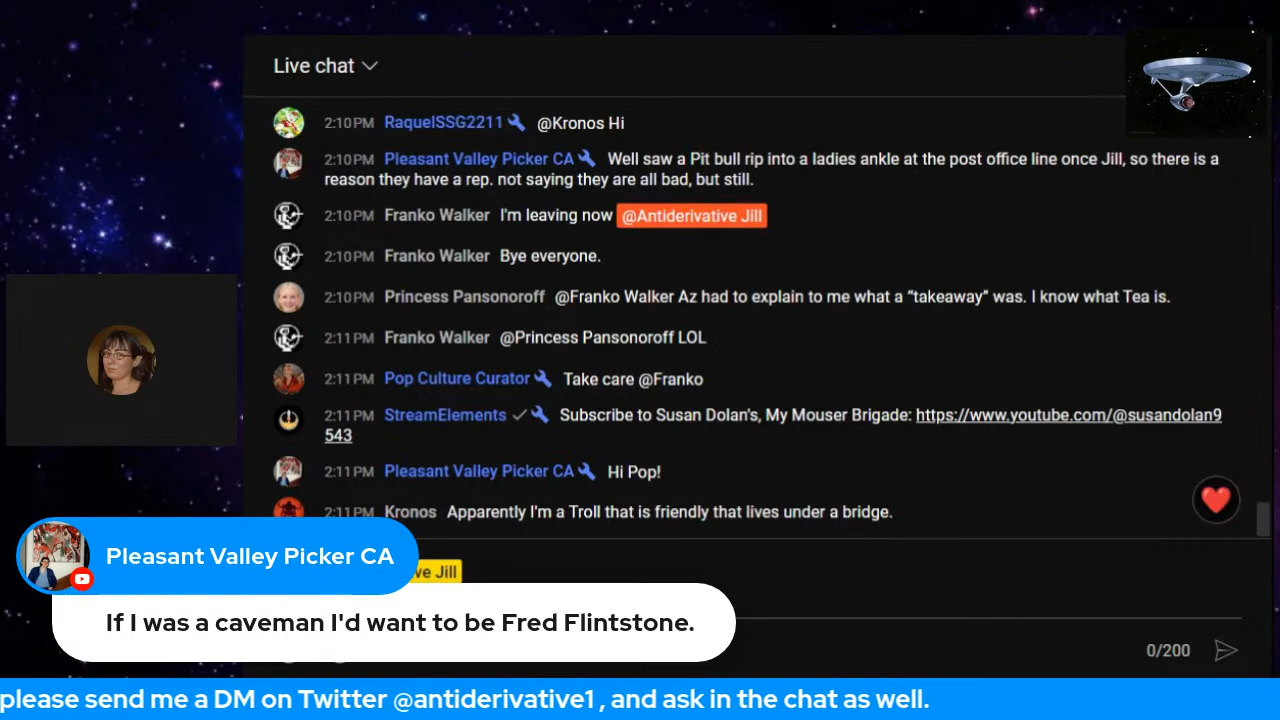 Live chat
2:10PM RaquelSSG2211 @Kronos Hi
2:10PM Pleasant Valley Picker CA Well saw a Pit bull rip into a ladies ankle at the post office line once Jill, so there is a
reason they have a rep. not saying they are all bad, but still.
2:10PM Franko Walker I'm leaving now @Antiderivative Jill
2:10PM Franko Walker Bye everyone.
2:10PM Princess Pansonoroff @Franko Walker Az had to explain to me what a “takeaway” was. I know what Tea is.
2:11PM Franko Walker @Princess Pansonoroff LOL
2:11PM Pop Culture Curator Take care @Franko
2:11PM StreamElements Subscribe to Susan Dolan's, My Mouser Brigade: https://www.youtube.com/@susandolan9
543
2:11PM Pleasant Valley Picker CA Hi Pop!
2:11PM Kronos Apparently I'm a Troll that is friendly that lives under a bridge.
Pleasant Valley Picker CA
ve Jill
If I was a caveman I'd want to be Fred Flintstone.
0/200
please send me a DM on Twitter @antiderivative1 , and ask in the chat as well.